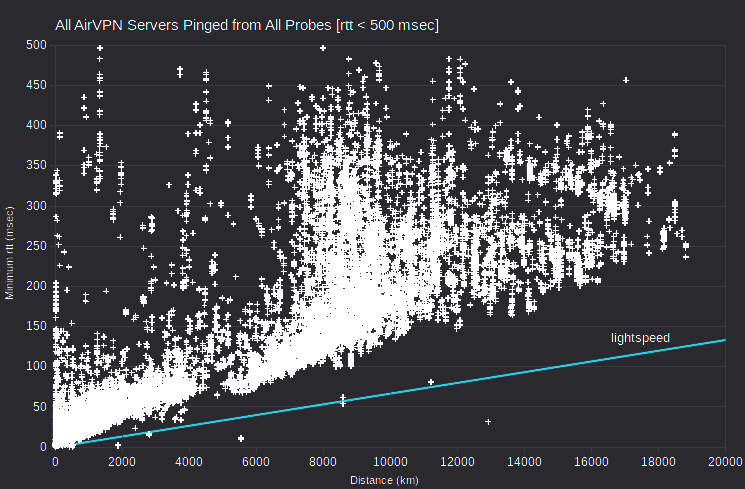 All AirVPN Servers Pinged from All Probes [rtt < 500 msec]
500
450
400
350
300
250
200
150
100
50
0
Minimum rtt (msec)
lightspeed
0 2000 4000 6000 8000 10000 12000 14000 16000 18000 20000
Distance (km)